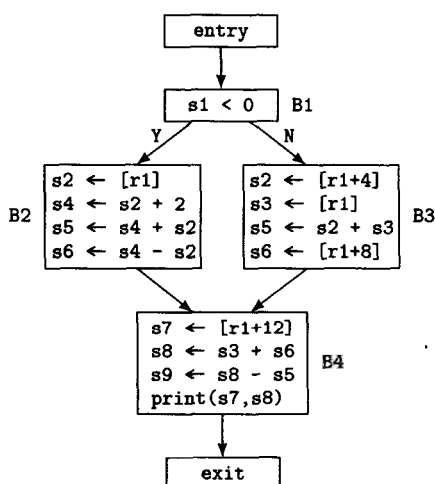 entry
s1 < 0 B1
Y N
B2
s2 ← [r1]
s4 ← s2 + 2
s5 ← s4 + s2
s6 ← s4 - s2
s2 ← [r1+4]
s3 ← [r1]
s5 ← s2 + s3
s6 ← [r1+8]
B3
s7 ← [r1+12]
s8 ← s3 + s6
s9 ← s8 - s5
print(s7,s8)
B4
exit